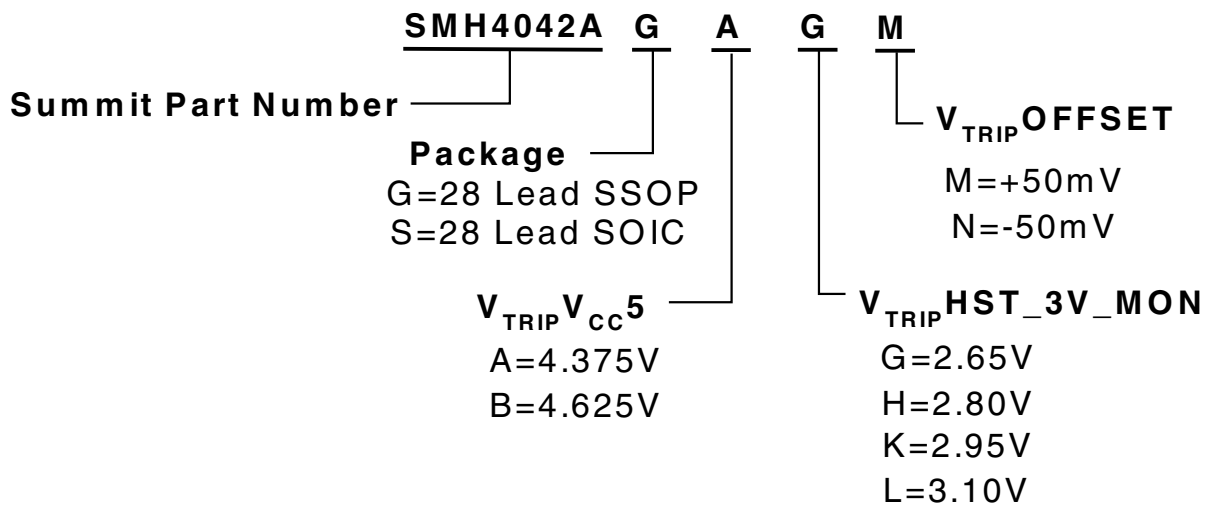 SMH4042A G A G M
Summit Part Number
Package
G=28 Lead SSOP
S=28 Lead SOIC
VTRIPVCC5
A=4.375V
B=4.625V
VTRIPOFFSET
M=+50mV
N=-50mV
VTRIPHST_3V_MON
G=2.65V
H=2.80V
K=2.95V
L=3.10V